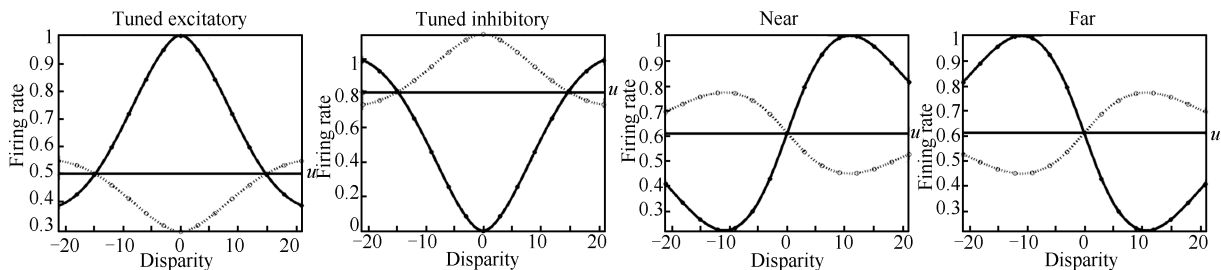 Tuned excitatory
Firing rate
1
0.9
0.8
0.7
0.6
0.5
0.4
0.3
−20 −10 0 10 20
Disparity
u
Tuned inhibitory
Firing rate
1
0.8
0.6
0.4
0.2
0
−20 −10 0 10 20
Disparity
u
Near
Firing rate
1
0.9
0.8
0.7
0.6
0.5
0.4
0.3
−20 −10 0 10 20
Disparity
u
Far
Fining rate
1
0.9
0.8
0.7
0.6
0.5
0.4
0.3
−20 −10 0 10 20
Disparity
u